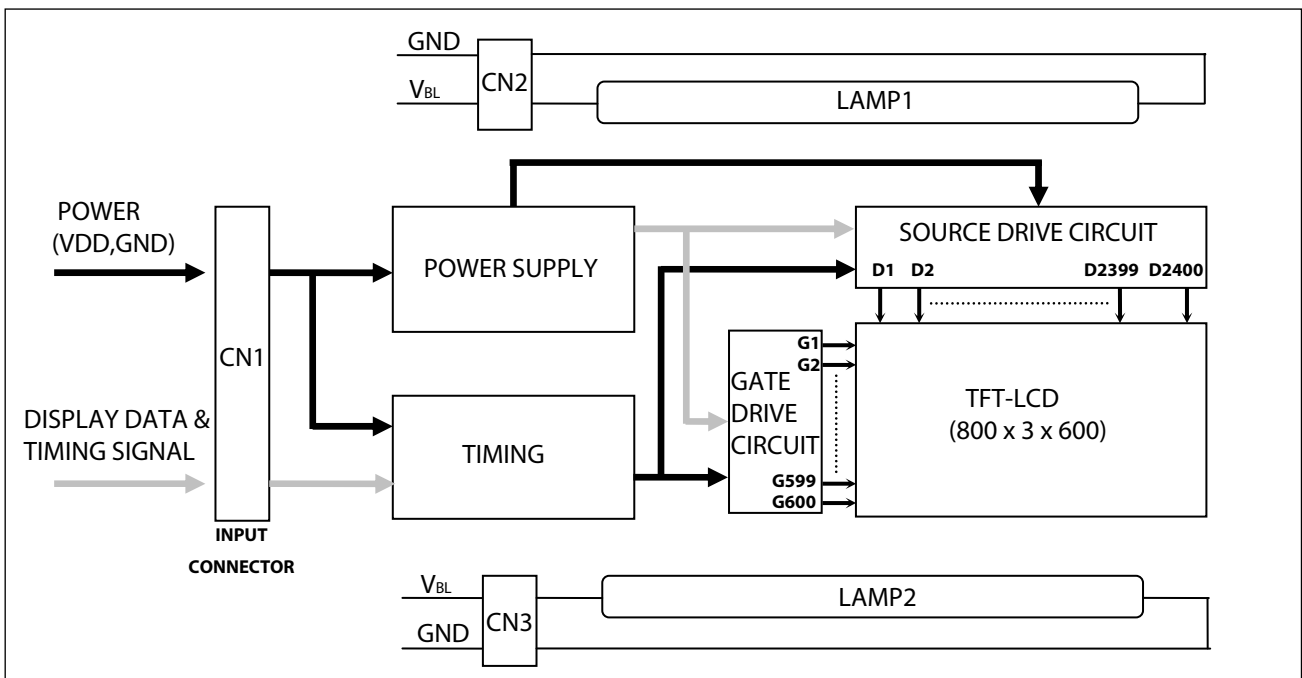 GND
CN2
VBL
LAMP1
POWER
(VDD,GND)
POWER SUPPLY
SOURCE DRIVE CIRCUIT
D1 D2 D2399 D2400
CN1
G1
G2
GATE
DRIVE
CIRCUIT
G599
G600
TFT-LCD
(800 x 3 x 600)
DISPLAY DATA &
TIMING SIGNAL
TIMING
INPUT
CONNECTOR
VBL
CN3
LAMP2
GND